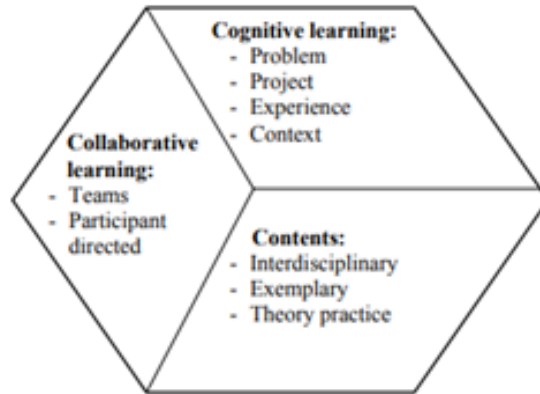 Cognitive learning:
- Problem
- Project
- Experience
- Context
Collaborative
learning:
- Teams
- Participant
directed
Contents:
- Interdisciplinary
- Exemplary
- Theory practice